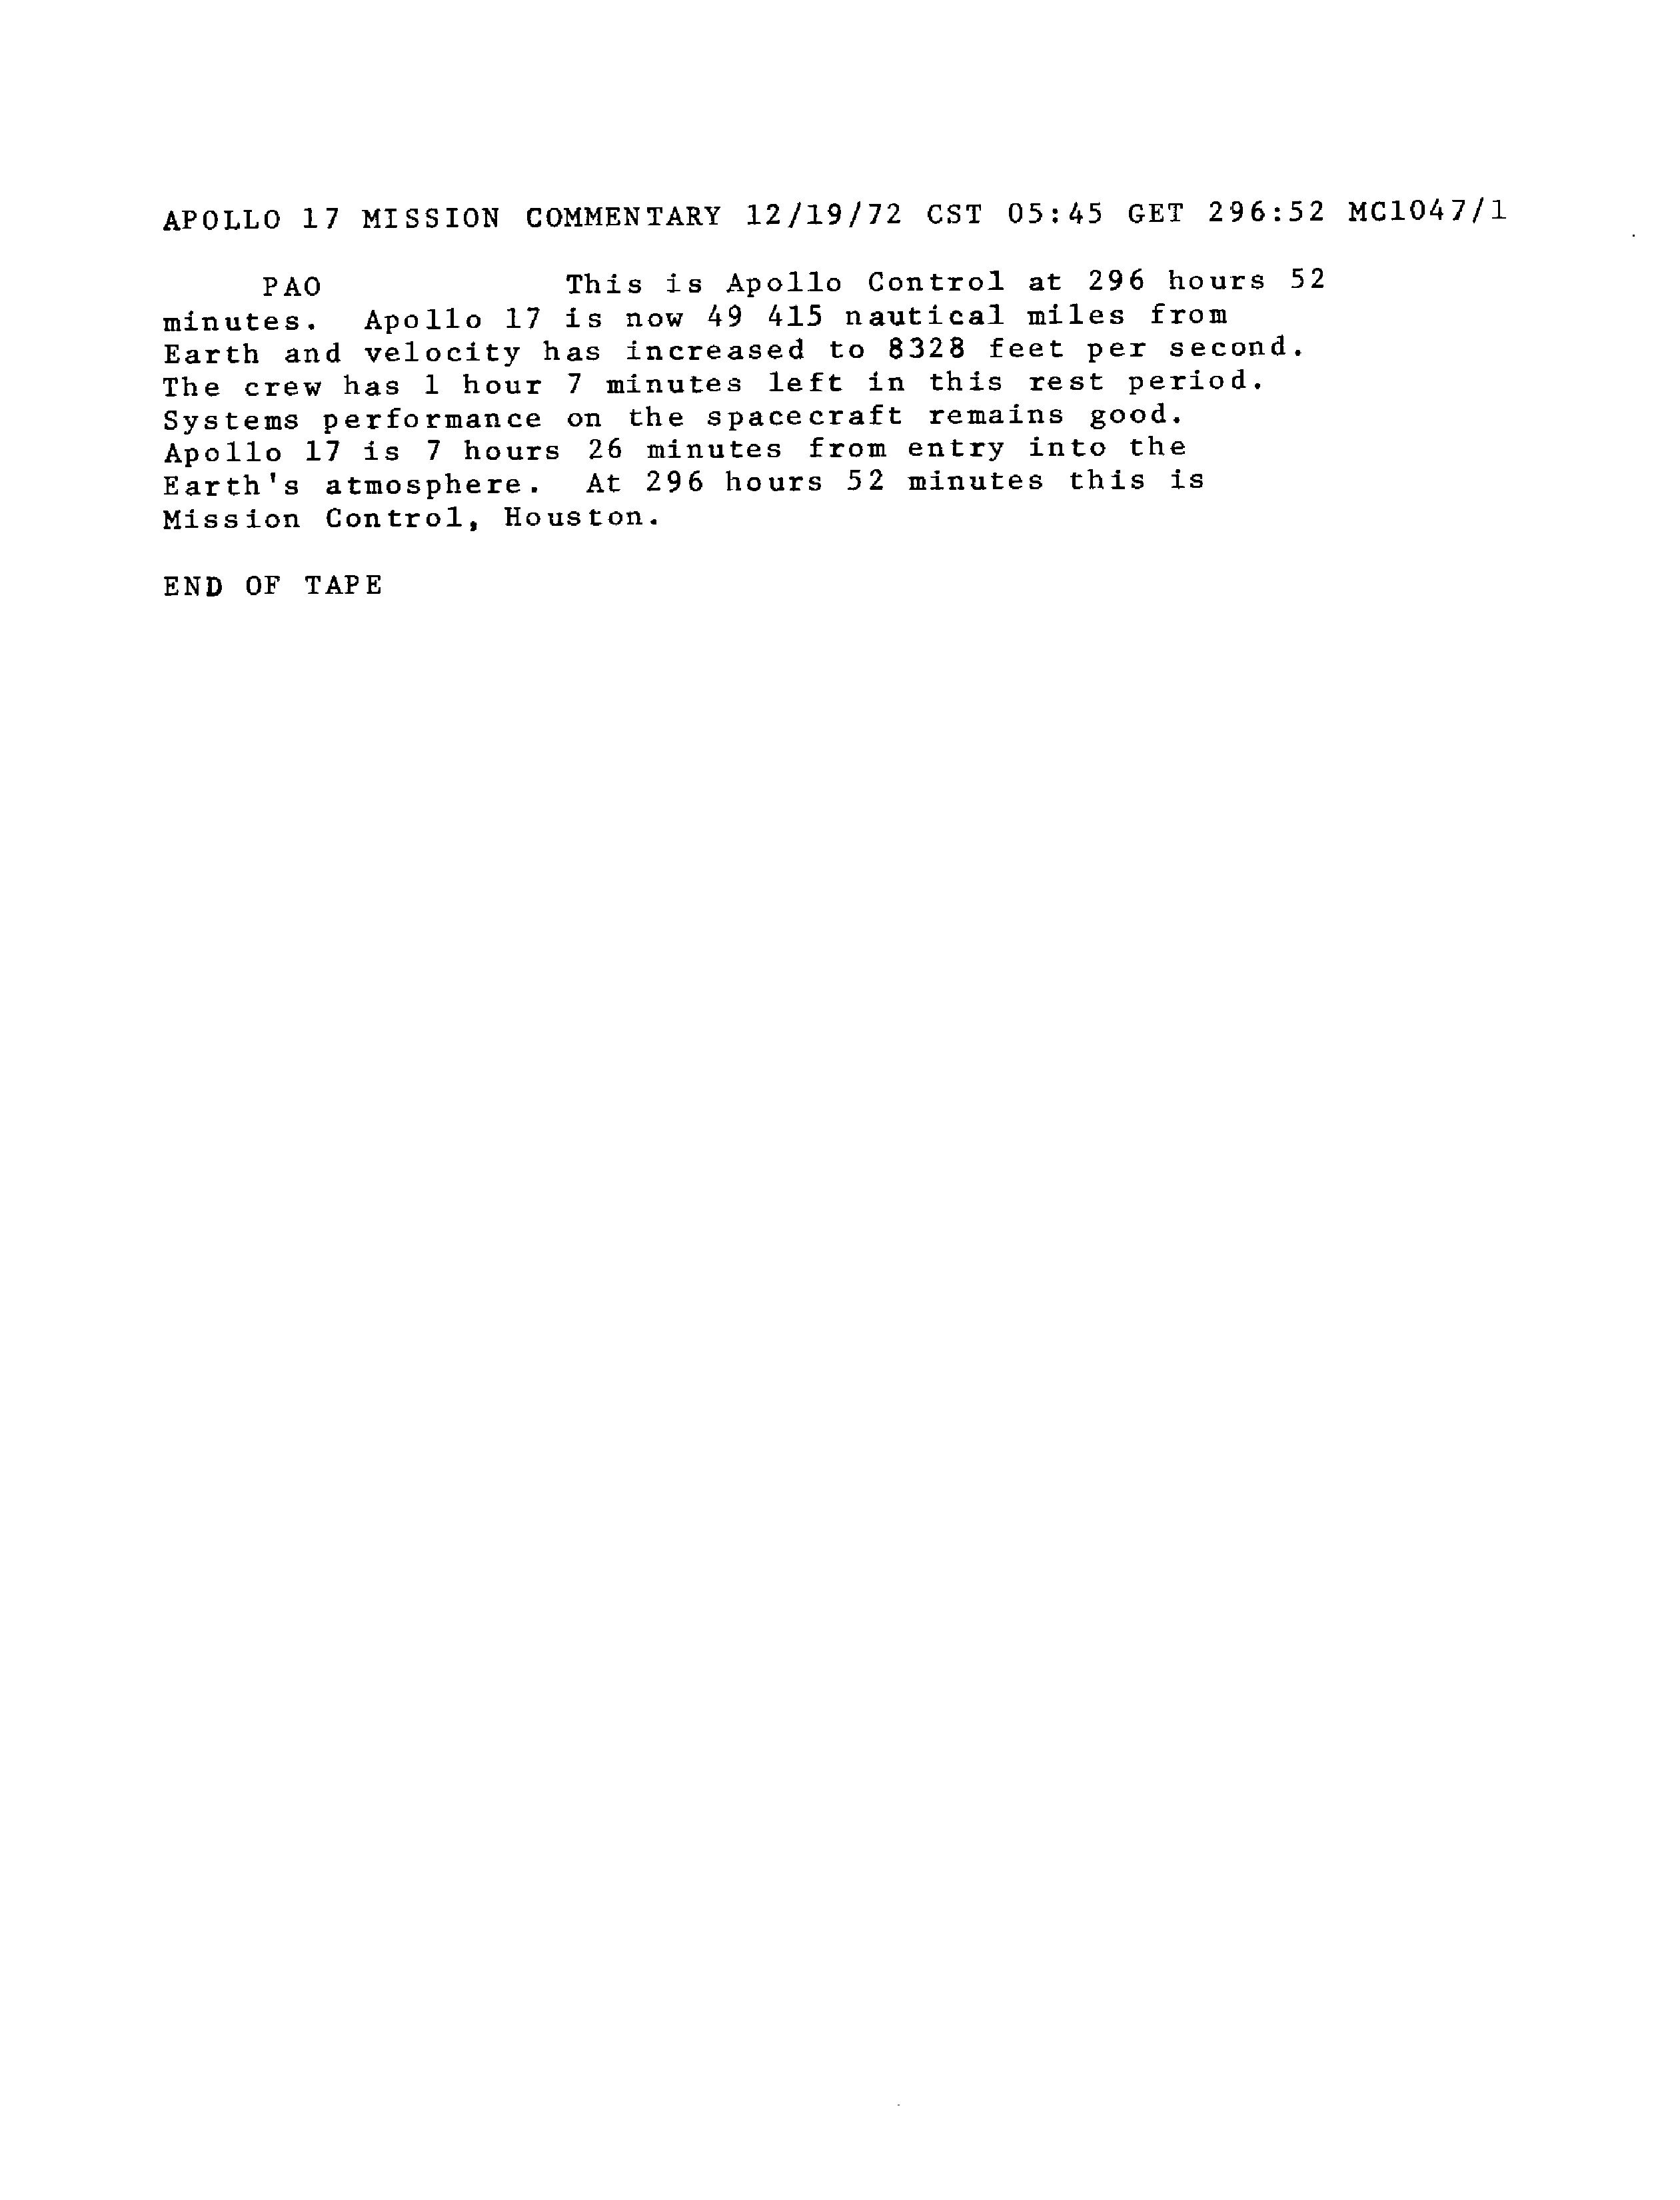 APOLLO 17 MISSION COMMENTARY 12/19/72 CST 05:45 GET 296:52 MC1047/1
PAO This is Apollo Control at 296 hours 52
minutes. Apollo 17 is now 49 415 nautical miles from
Earth and velocity has increased to 8328 feet per second.
The crew has 1 hour 7 minutes left in this rest period.
Systems performance on the spacecraft remains good.
Apollo 17 is 7 hours 26 minutes from entry into the
Earth's atmosphere. At 296 hours 52 minutes this is
Mission Control, Houston.
END OF TAPE